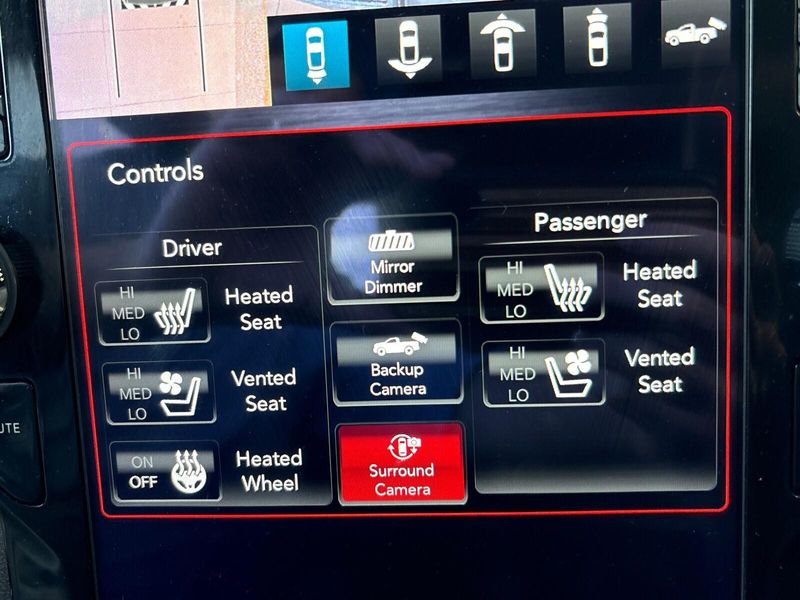 Controls
Driver
HI
MED
LO
Heated
Seat
HI
MED
LO
Vented
Seat
ON
OFF
Heated
Wheel
Mirror
Dimmer
Backup
Camera
Surround
Camera
Passenger
HI
MED
LO
Heated
Seat
HI
MED
LO
Vented
Seat
UTE